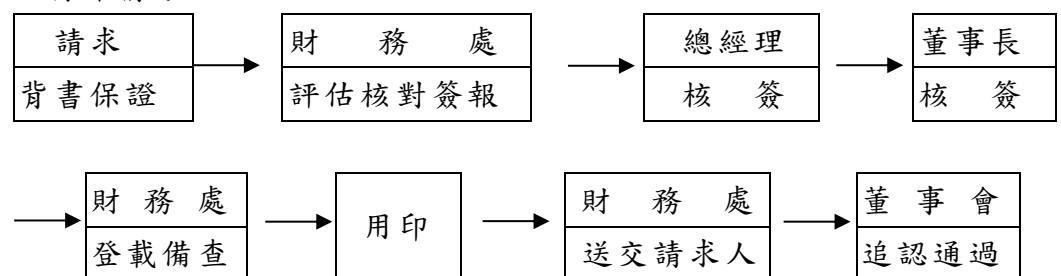 請求
背書保證
財務處
評估核對簽報
總經理
核簽
董事長
核簽
財務處
登載備查
用印
財務處
送交請求人
董事會
追認通過